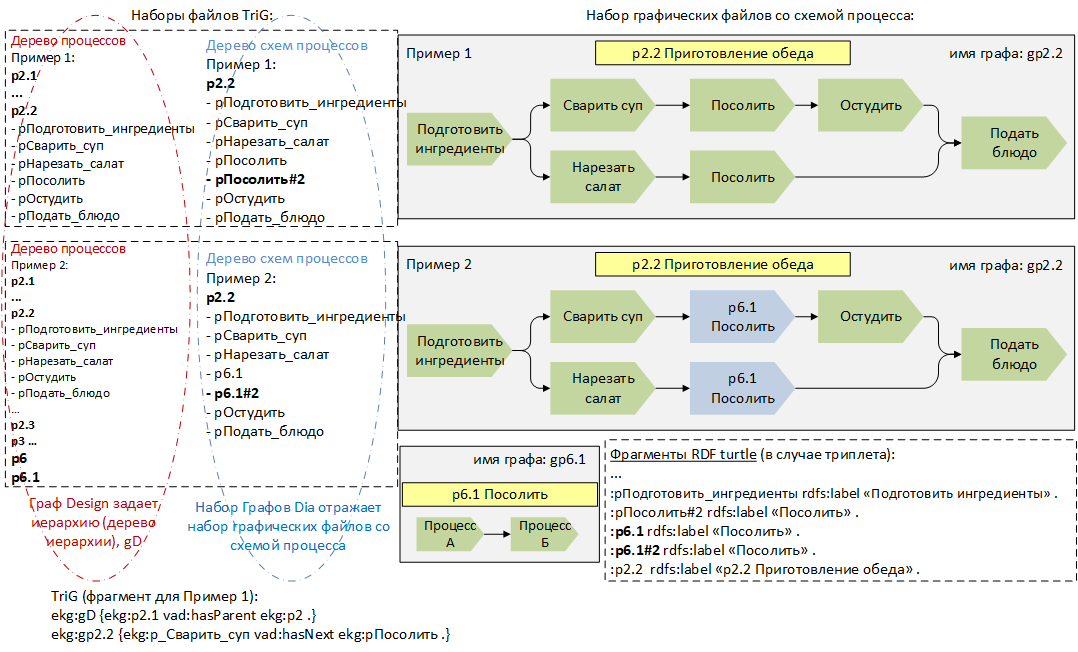 Наборы файлов TriG:
Набор графических файлов со схемой процесса:
Дерево процессов
Пример 1:
p2.1
...
p2.2
- pПодготовить_ингредиенты
- pСварить_суп
- pНарезать_салат
- pПосолить
- pОстудить
- pПодать_блюдо
Дерево схем процессов
Пример 1:
p2.2
- pПодготовить_ингредиенты
- pСварить_суп
- pНарезать_салат
- pПосолить
- pПосолить#2
- pОстудить
- pПодать_блюдо
Пример 1
p2.2 Приготовление обеда
имя графа: gp2.2
Подготовить
ингредиенты
Сварить суп
Посолить
Остудить
Нарезать
салат
Посолить
Подать
блюдо
Дерево процессов
Пример 2:
p2.1
...
p2.2
- pПодготовить_ингредиенты
- pСварить_суп
- pНарезать_салат
- pОстудить
- pПодать_блюдо
...
p2.3
p3 ...
p6
p6.1
Дерево схем процессов
Пример 2:
p2.2
- pПодготовить_ингредиенты
- pСварить_суп
- pНарезать_салат
- p6.1
- p6.1#2
- pОстудить
- pПодать_блюдо
Пример 2
p2.2 Приготовление обеда
имя графа: gp2.2
Подготовить
ингредиенты
Сварить суп
p6.1
Посолить
Остудить
Нарезать
салат
p6.1
Посолить
Подать
блюдо
Граф Design задает
иерархию (дерево
иерархии), gD
Набор Графов Dia отражает
набор графических файлов со
схемой процесса
имя графа: gp6.1
p6.1 Посолить
Процесс
А
Процесс
Б
Фрагменты RDF turtle (в случае триплета):
...
:pПодготовить_ингредиенты rdfs:label «Подготовить ингредиенты» .
:pПосолить#2 rdfs:label «Посолить» .
:p6.1 rdfs:label «Посолить» .
:p6.1#2 rdfs:label «Посолить» .
:p2.2 rdfs:label «p2.2 Приготовление обеда» .
TriG (фрагмент для Пример 1):
ekg:gD {ekg:p2.1 vad:hasParent ekg:p2 .}
ekg:gp2.2 {ekg:p_Сварить_суп vad:hasNext ekg:pПосолить .}